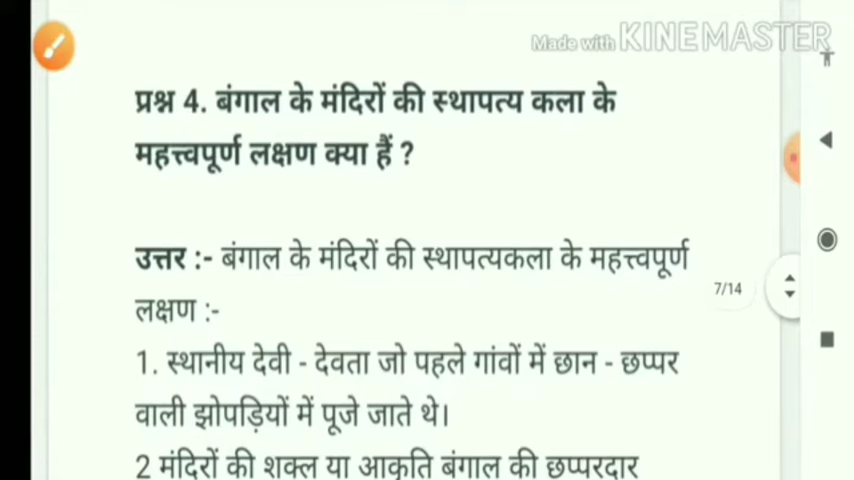 Made with KINEMASTER
प्रश्न 4. बंगाल के मंदिरों की स्थापत्य कला के
महत्त्वपूर्ण लक्षण क्या हैं ?
उत्तर :- बंगाल के मंदिरों की स्थापत्यकला के महत्त्वपूर्ण
लक्षण :-
7/14
1. स्थानीय देवी - देवता जो पहले गांवों में छान - छप्पर
वाली झोपड़ियों में पूजे जाते थे।
2 मंदिरों की शक्ल या आकृति बंगाल की छप्परदार